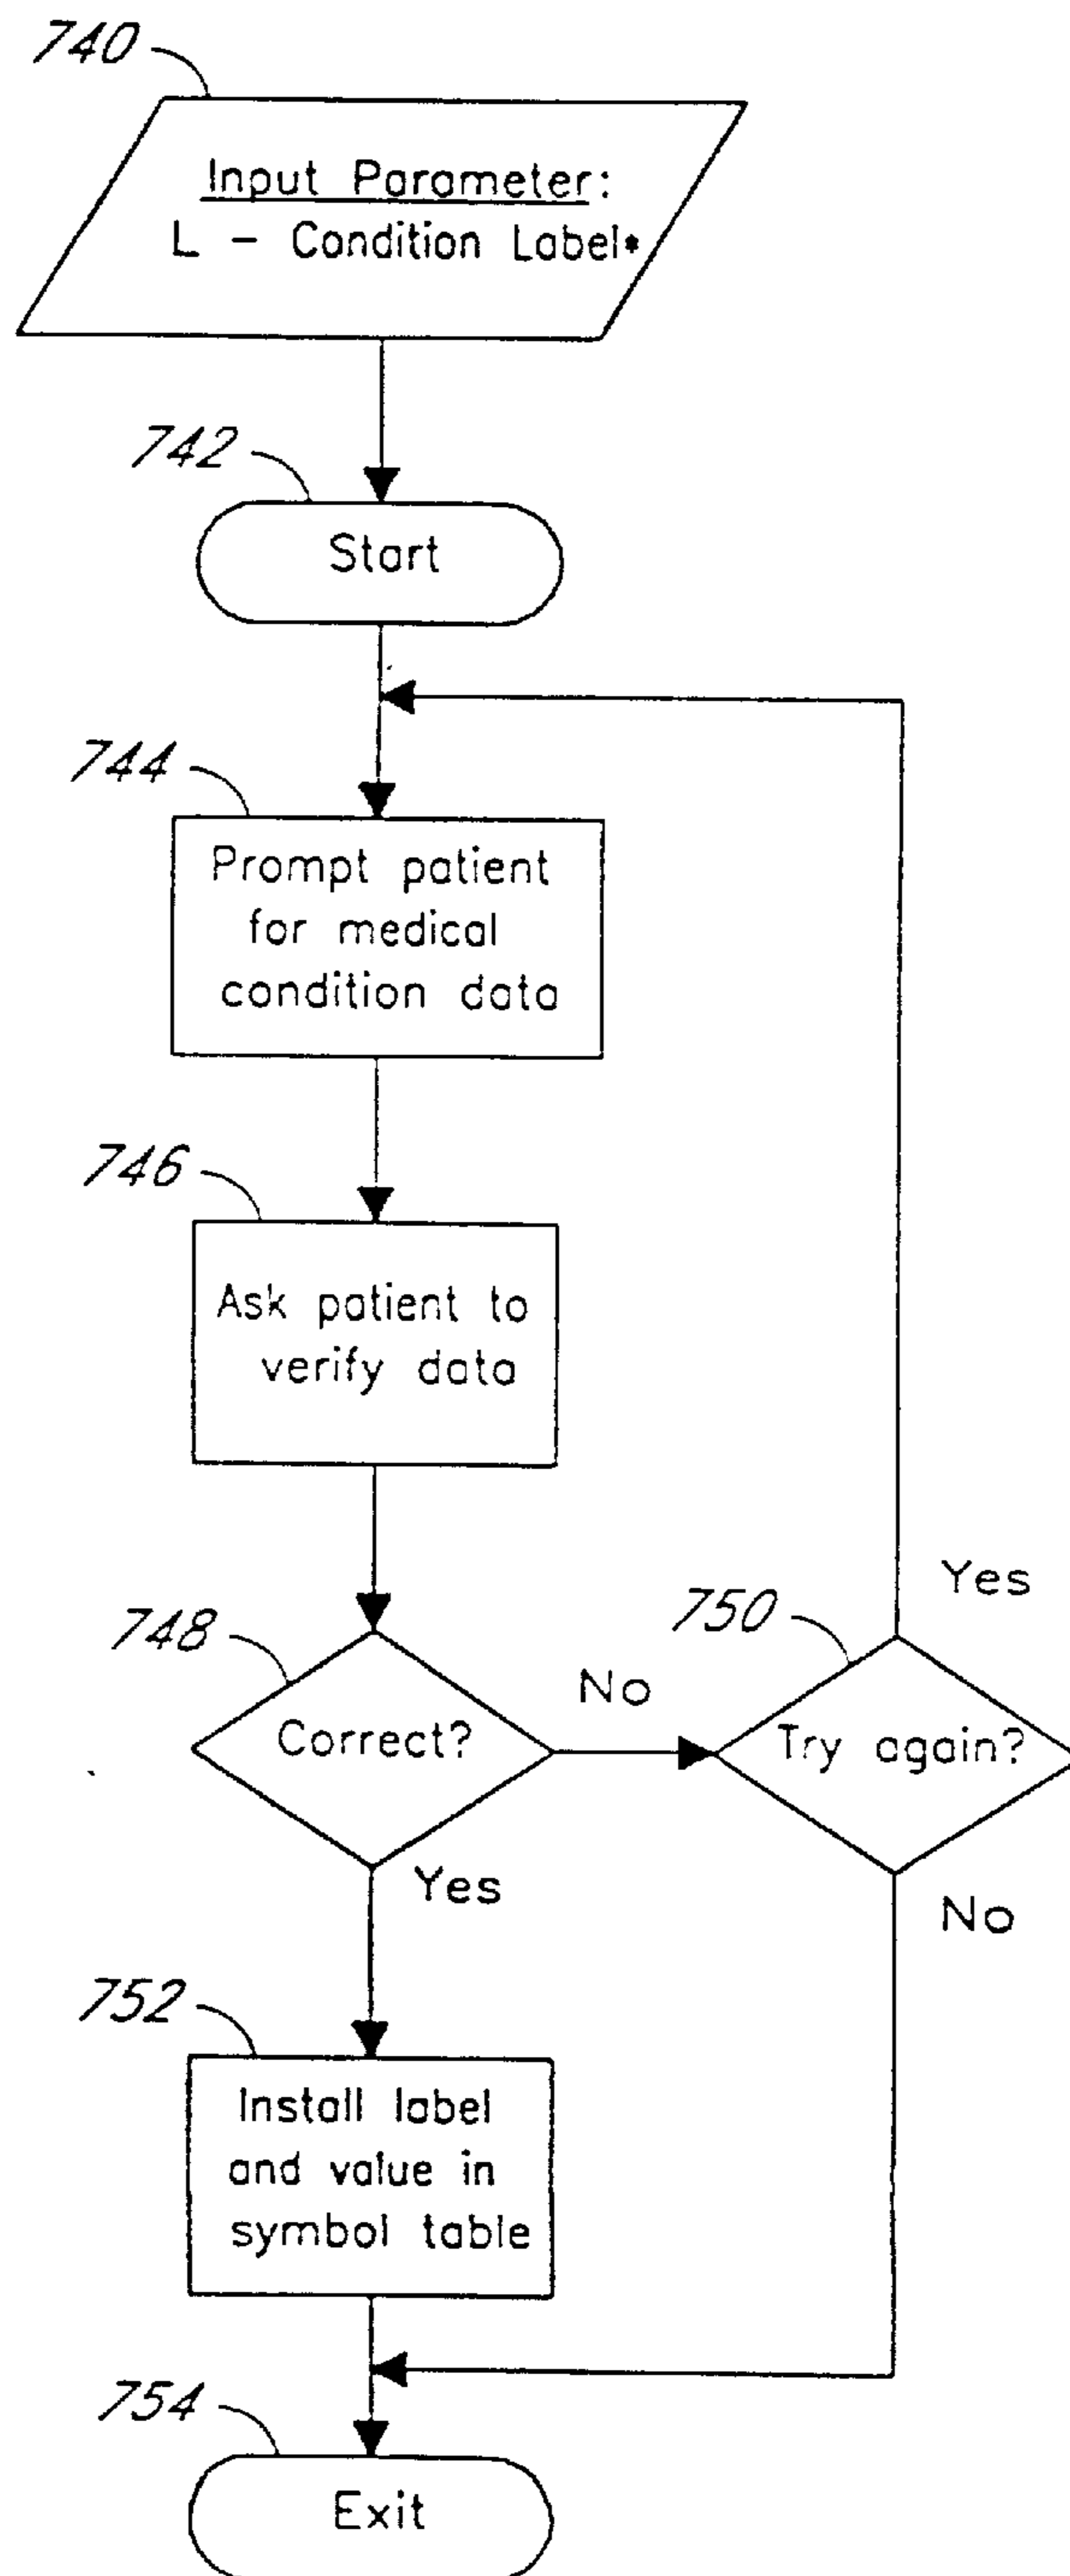 740
Input Parameter:
L - Condition Label*
742
Start
744
Prompt patient
for medical
condition data
746
Ask patient to
verify data
748
Correct?
No
750
Try again?
Yes
No
Yes
752
Install label
and value in
symbol table
754
Exit